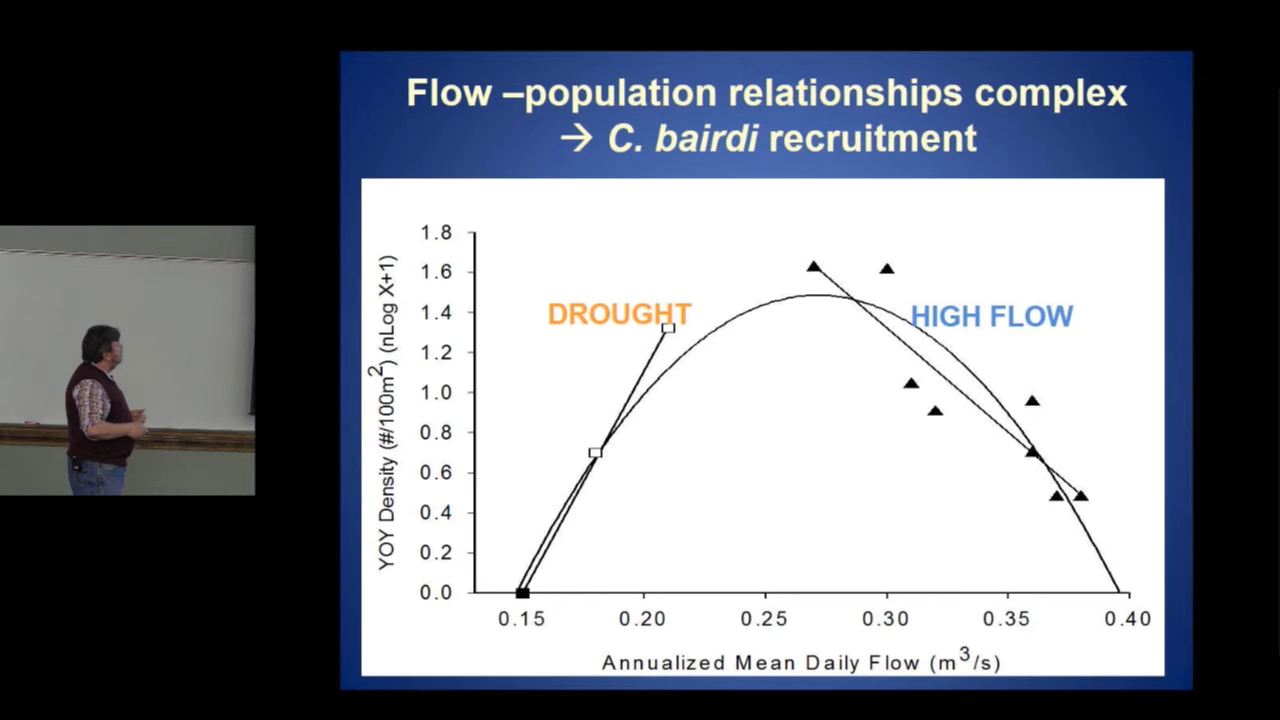 Flow –population relationships complex
→ C. bairdi recruitment
1.8
1.6
1.4
1.2
1.0
0.8
0.6
0.4
0.2
0.0
YOY Density (#/100m²) (nLog X+1)
DROUGHT
HIGH FLOW
0.15 0.20 0.25 0.30 0.35 0.40
Annualized Mean Daily Flow (m³/s)